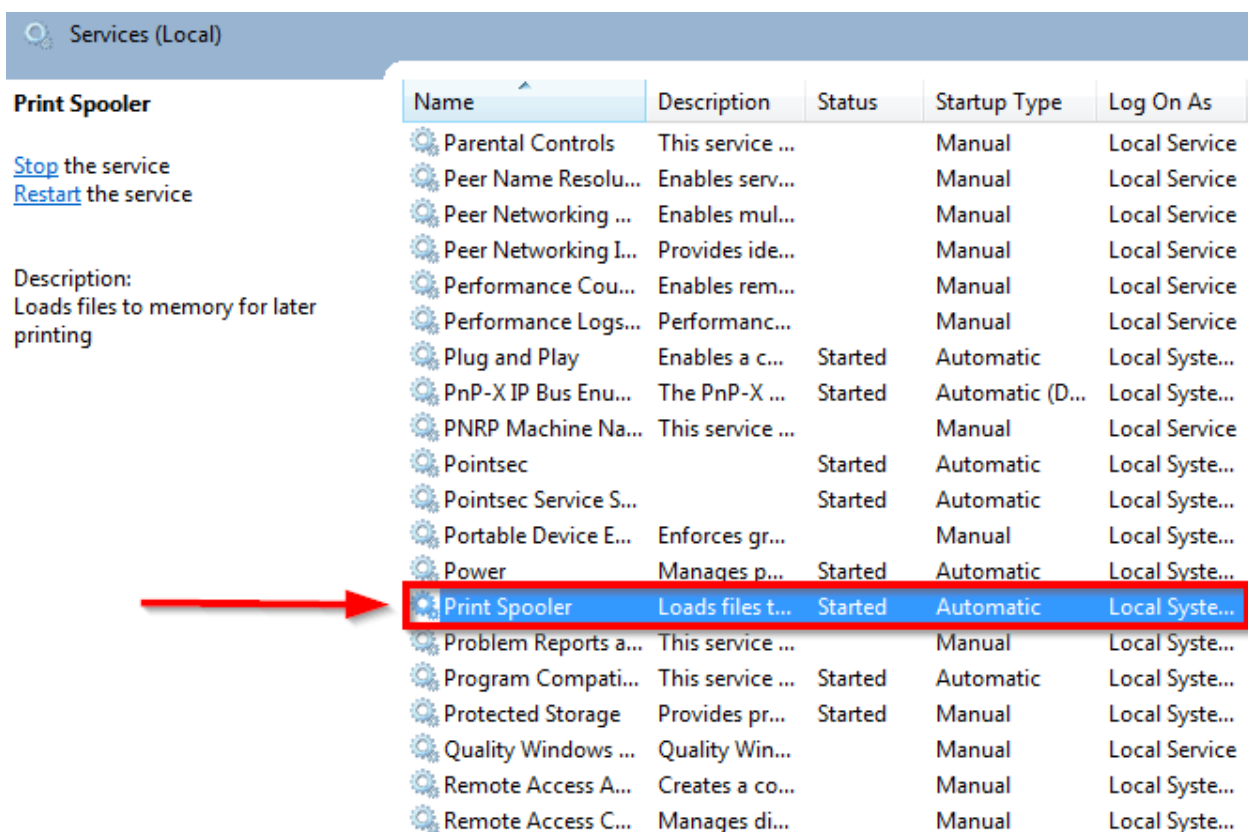 Services (Local)
Print Spooler
Stop the service
Restart the service
Description:
Loads files to memory for later
printing
Name Description Status Startup Type Log On As
Parental Controls This service ... Manual Local Service
Peer Name Resolu... Enables serv... Manual Local Service
Peer Networking ... Enables mul... Manual Local Service
Peer Networking I... Provides ide... Manual Local Service
Performance Cou... Enables rem... Manual Local Service
Performance Logs... Performanc... Manual Local Service
Plug and Play Enables a c... Started Automatic Local Syste...
PnP-X IP Bus Enu... The PnP-X ... Started Automatic (D... Local Syste...
PNRP Machine Na... This service ... Manual Local Service
Pointsec Started Automatic Local Syste...
Pointsec Service S... Started Automatic Local Syste...
Portable Device E... Enforces gr... Manual Local Syste...
Power Manages p... Started Automatic Local Syste...
Print Spooler Loads files t... Started Automatic Local Syste...
Problem Reports a... This service ... Manual Local Syste...
Program Compati... This service ... Started Automatic Local Syste...
Protected Storage Provides pr... Started Manual Local Syste...
Quality Windows ... Quality Win... Manual Local Service
Remote Access A... Creates a co... Manual Local Syste...
Remote Access C... Manages di... Manual Local Syste...